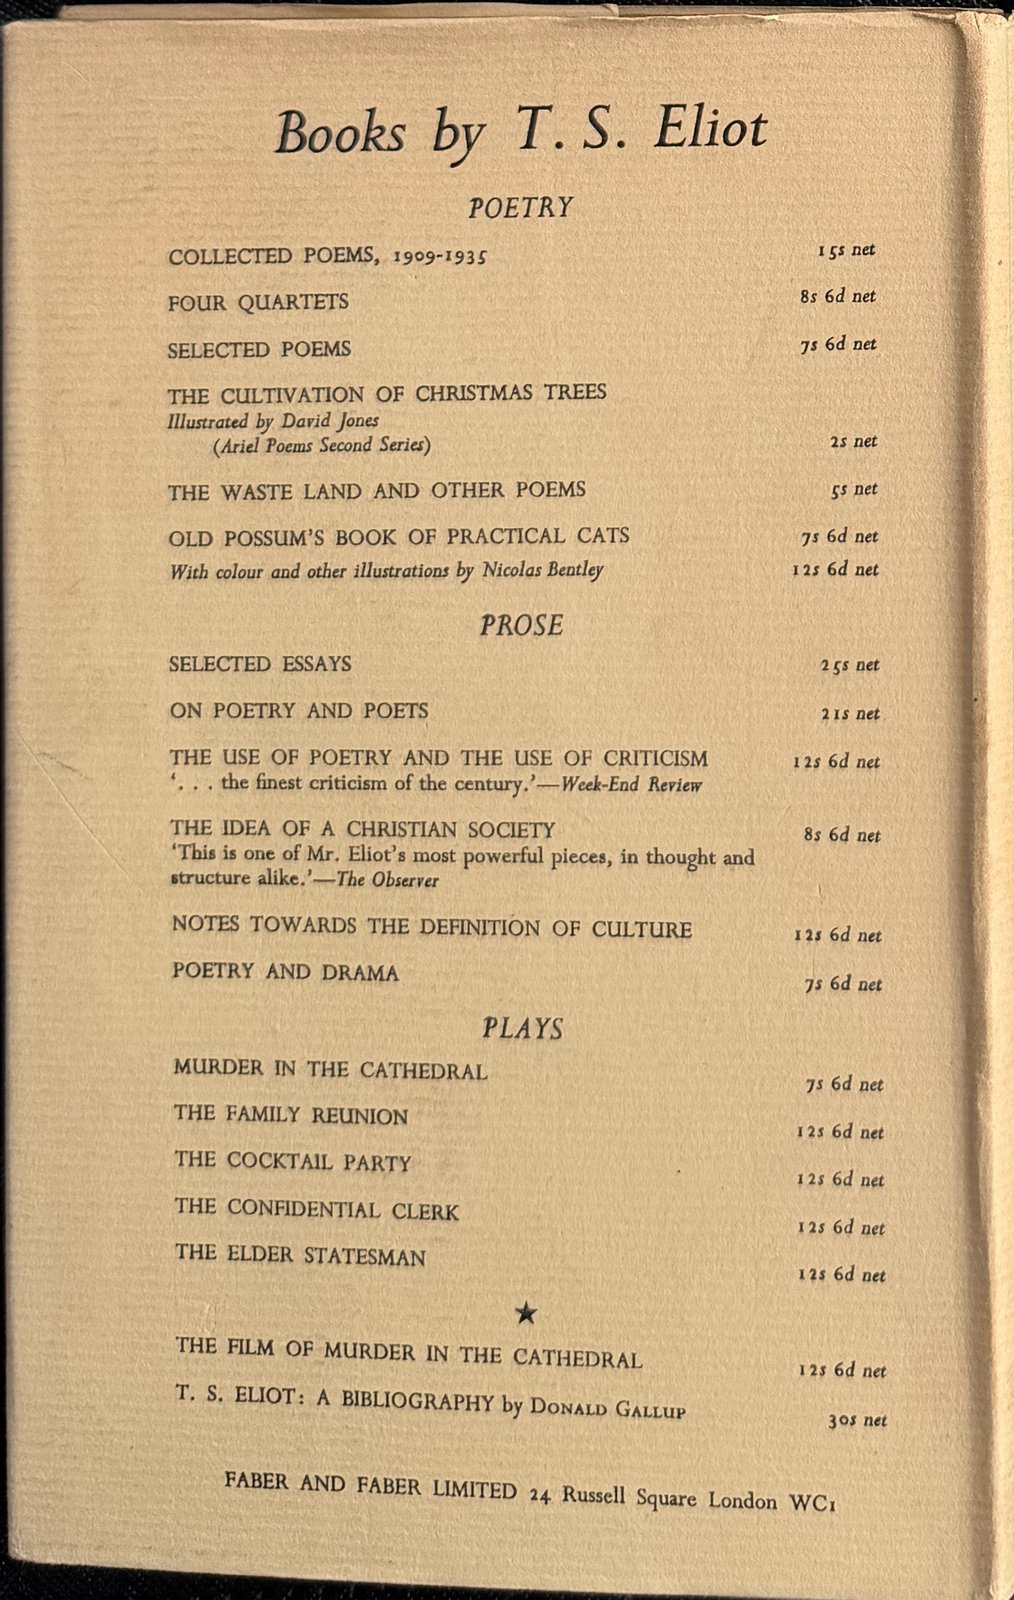 Books by T. S. Eliot
POETRY
COLLECTED POEMS, 1909-1935 15s net
FOUR QUARTETS 8s 6d net
SELECTED POEMS 7s 6d net
THE CULTIVATION OF CHRISTMAS TREES
Illustrated by David Jones
(Ariel Poems Second Series) 2s net
THE WASTE LAND AND OTHER POEMS 5s net
OLD POSSUM'S BOOK OF PRACTICAL CATS 7s 6d net
With colour and other illustrations by Nicolas Bentley 12s 6d net
PROSE
SELECTED ESSAYS 25s net
ON POETRY AND POETS 21s net
THE USE OF POETRY AND THE USE OF CRITICISM 12s 6d net
'. . . the finest criticism of the century.'—Week-End Review
THE IDEA OF A CHRISTIAN SOCIETY 8s 6d net
'This is one of Mr. Eliot's most powerful pieces, in thought and
structure alike.'—The Observer
NOTES TOWARDS THE DEFINITION OF CULTURE 12s 6d net
POETRY AND DRAMA 7s 6d net
PLAYS
MURDER IN THE CATHEDRAL 7s 6d net
THE FAMILY REUNION 12s 6d net
THE COCKTAIL PARTY 12s 6d net
THE CONFIDENTIAL CLERK 12s 6d net
THE ELDER STATESMAN 12s 6d net
★
THE FILM OF MURDER IN THE CATHEDRAL 12s 6d net
T. S. ELIOT: A BIBLIOGRAPHY by DONALD GALLUP 30s net
FABER AND FABER LIMITED 24 Russell Square London WC1